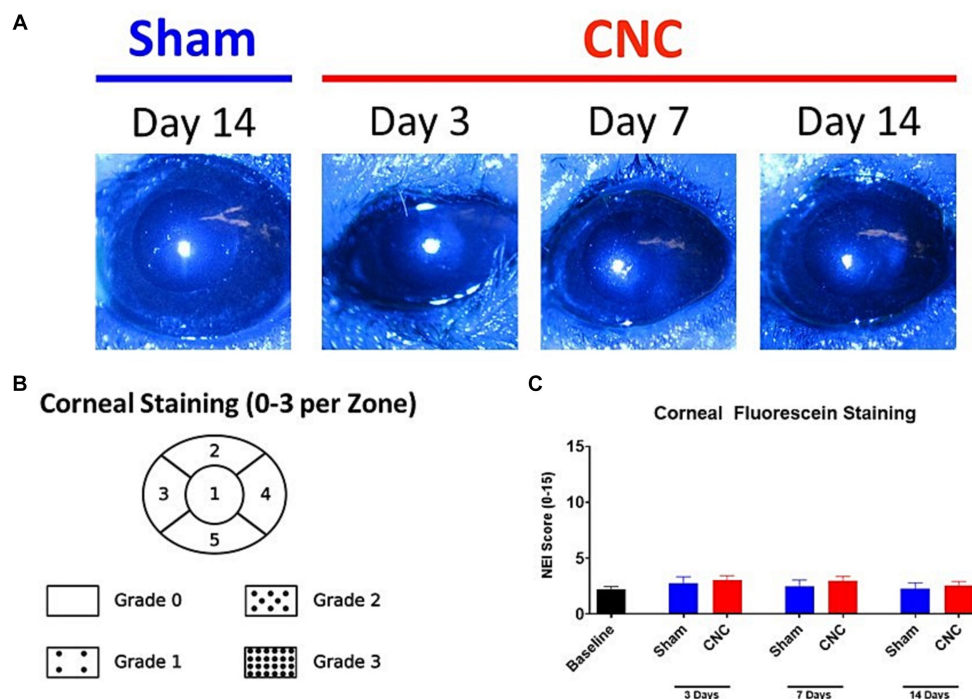 A
Sham
CNC
Day 14
Day 3
Day 7
Day 14
B
Corneal Staining (0-3 per Zone)
2
3
1
4
5
Grade 0
Grade 2
Grade 1
Grade 3
C
Corneal Fluorescein Staining
NEI Score (0-15)
15
10
5
0
Baseline
Sham
CNC
Sham
CNC
Sham
CNC
3 Days
7 Days
14 Days